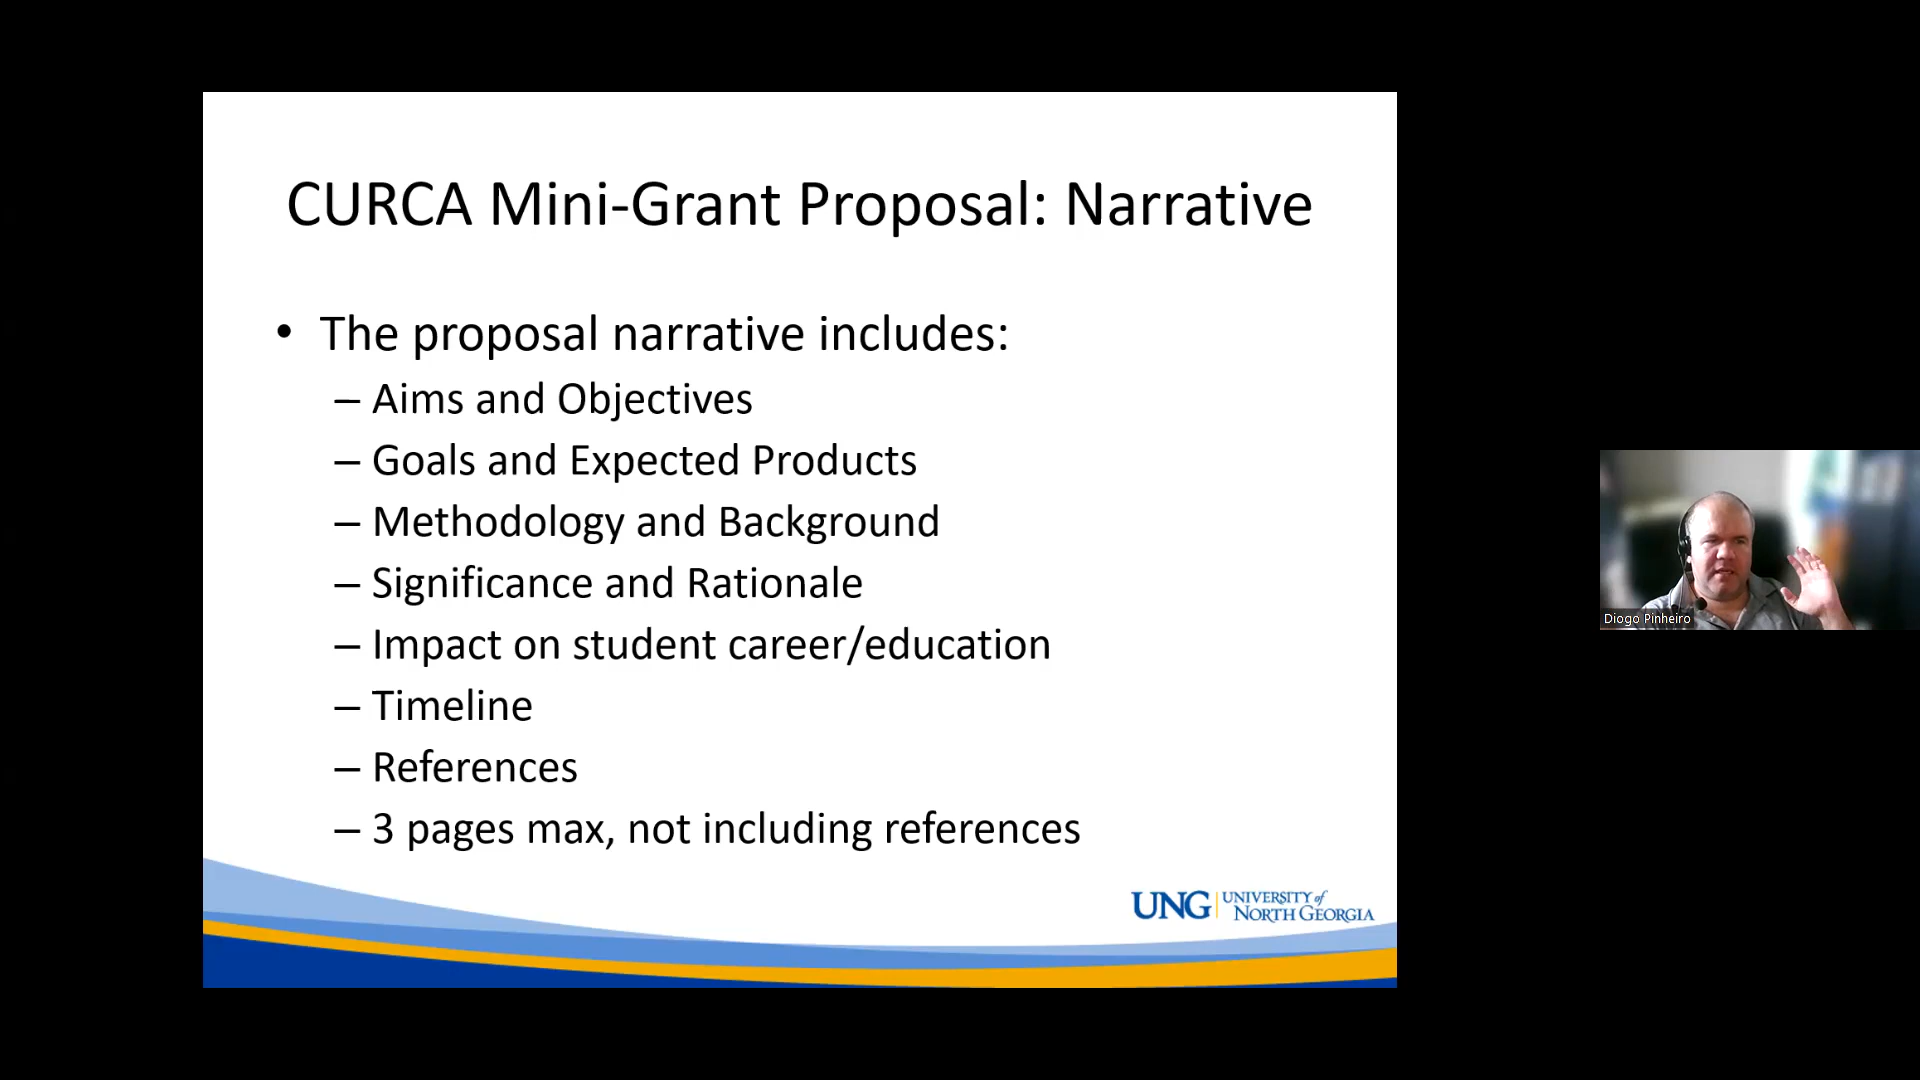 CURCA Mini-Grant Proposal: Narrative
• The proposal narrative includes:
– Aims and Objectives
– Goals and Expected Products
– Methodology and Background
– Significance and Rationale
– Impact on student career/education
– Timeline
– References
– 3 pages max, not including references
UNG UNIVERSITY of
NORTH GEORGIA
Diogo Pinheiro